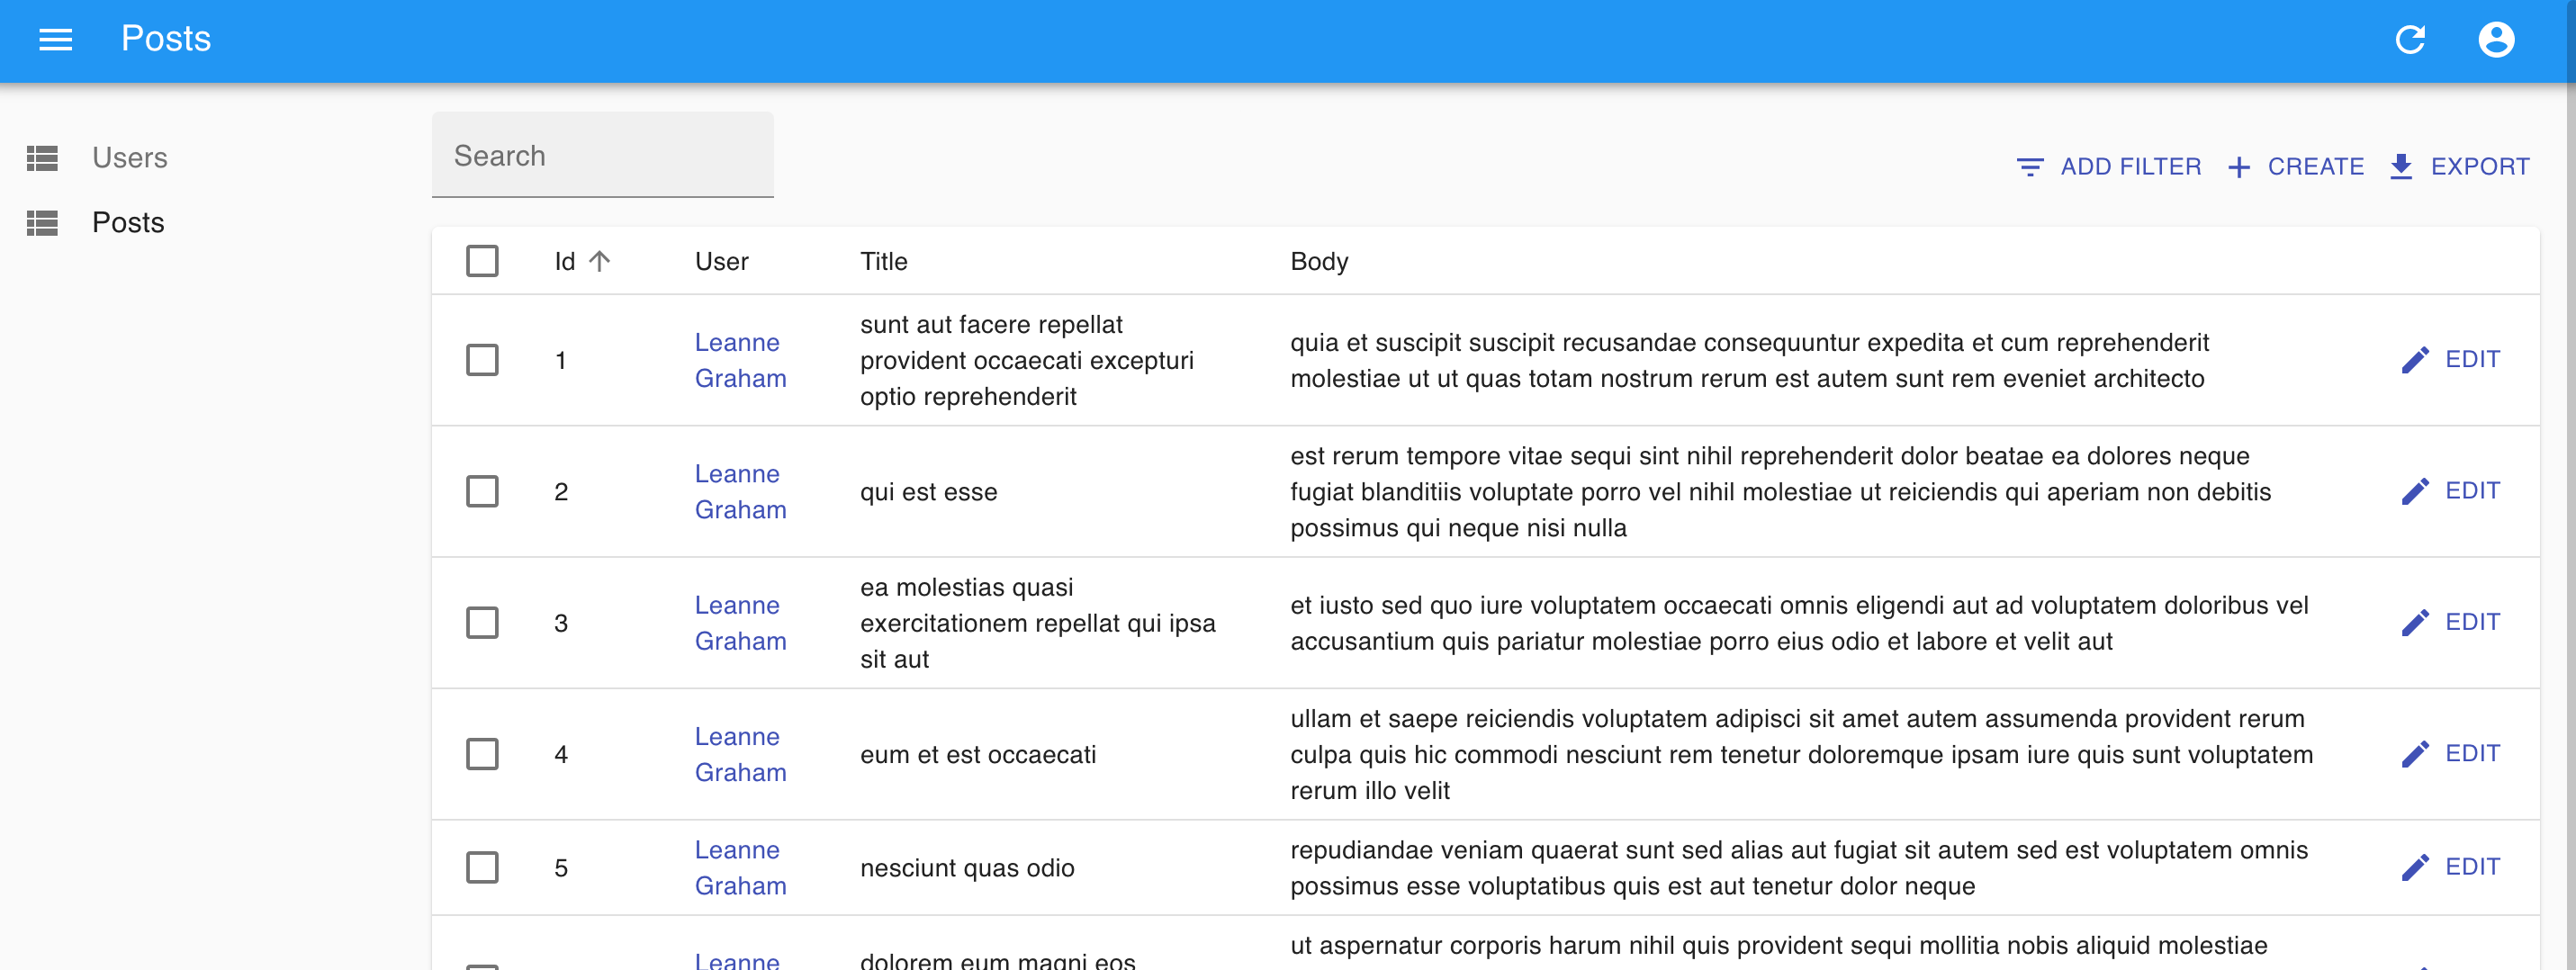 Posts
Users
Posts
Search
ADD FILTER CREATE EXPORT
Id User Title Body
1
Leanne
Graham
sunt aut facere repellat
provident occaecati excepturi
optio reprehenderit
quia et suscipit suscipit recusandae consequuntur expedita et cum reprehenderit
molestiae ut ut quas totam nostrum rerum est autem sunt rem eveniet architecto
EDIT
2
Leanne
Graham
qui est esse
est rerum tempore vitae sequi sint nihil reprehenderit dolor beatae ea dolores neque
fugiat blanditiis voluptate porro vel nihil molestiae ut reiciendis qui aperiam non debitis
possimus qui neque nisi nulla
EDIT
3
Leanne
Graham
ea molestias quasi
exercitationem repellat qui ipsa
sit aut
et iusto sed quo iure voluptatem occaecati omnis eligendi aut ad voluptatem doloribus vel
accusantium quis pariatur molestiae porro eius odio et labore et velit aut
EDIT
4
Leanne
Graham
eum et est occaecati
ullam et saepe reiciendis voluptatem adipisci sit amet autem assumenda provident rerum
culpa quis hic commodi nesciunt rem tenetur doloremque ipsam iure quis sunt voluptatem
rerum illo velit
EDIT
5
Leanne
Graham
nesciunt quas odio
repudiandae veniam quaerat sunt sed alias aut fugiat sit autem sed est voluptatem omnis
possimus esse voluptatibus quis est aut tenetur dolor neque
EDIT
Leanne
dolorem eum magni eos
ut aspernatur corporis harum nihil quis provident sequi mollitia nobis aliquid molestiae